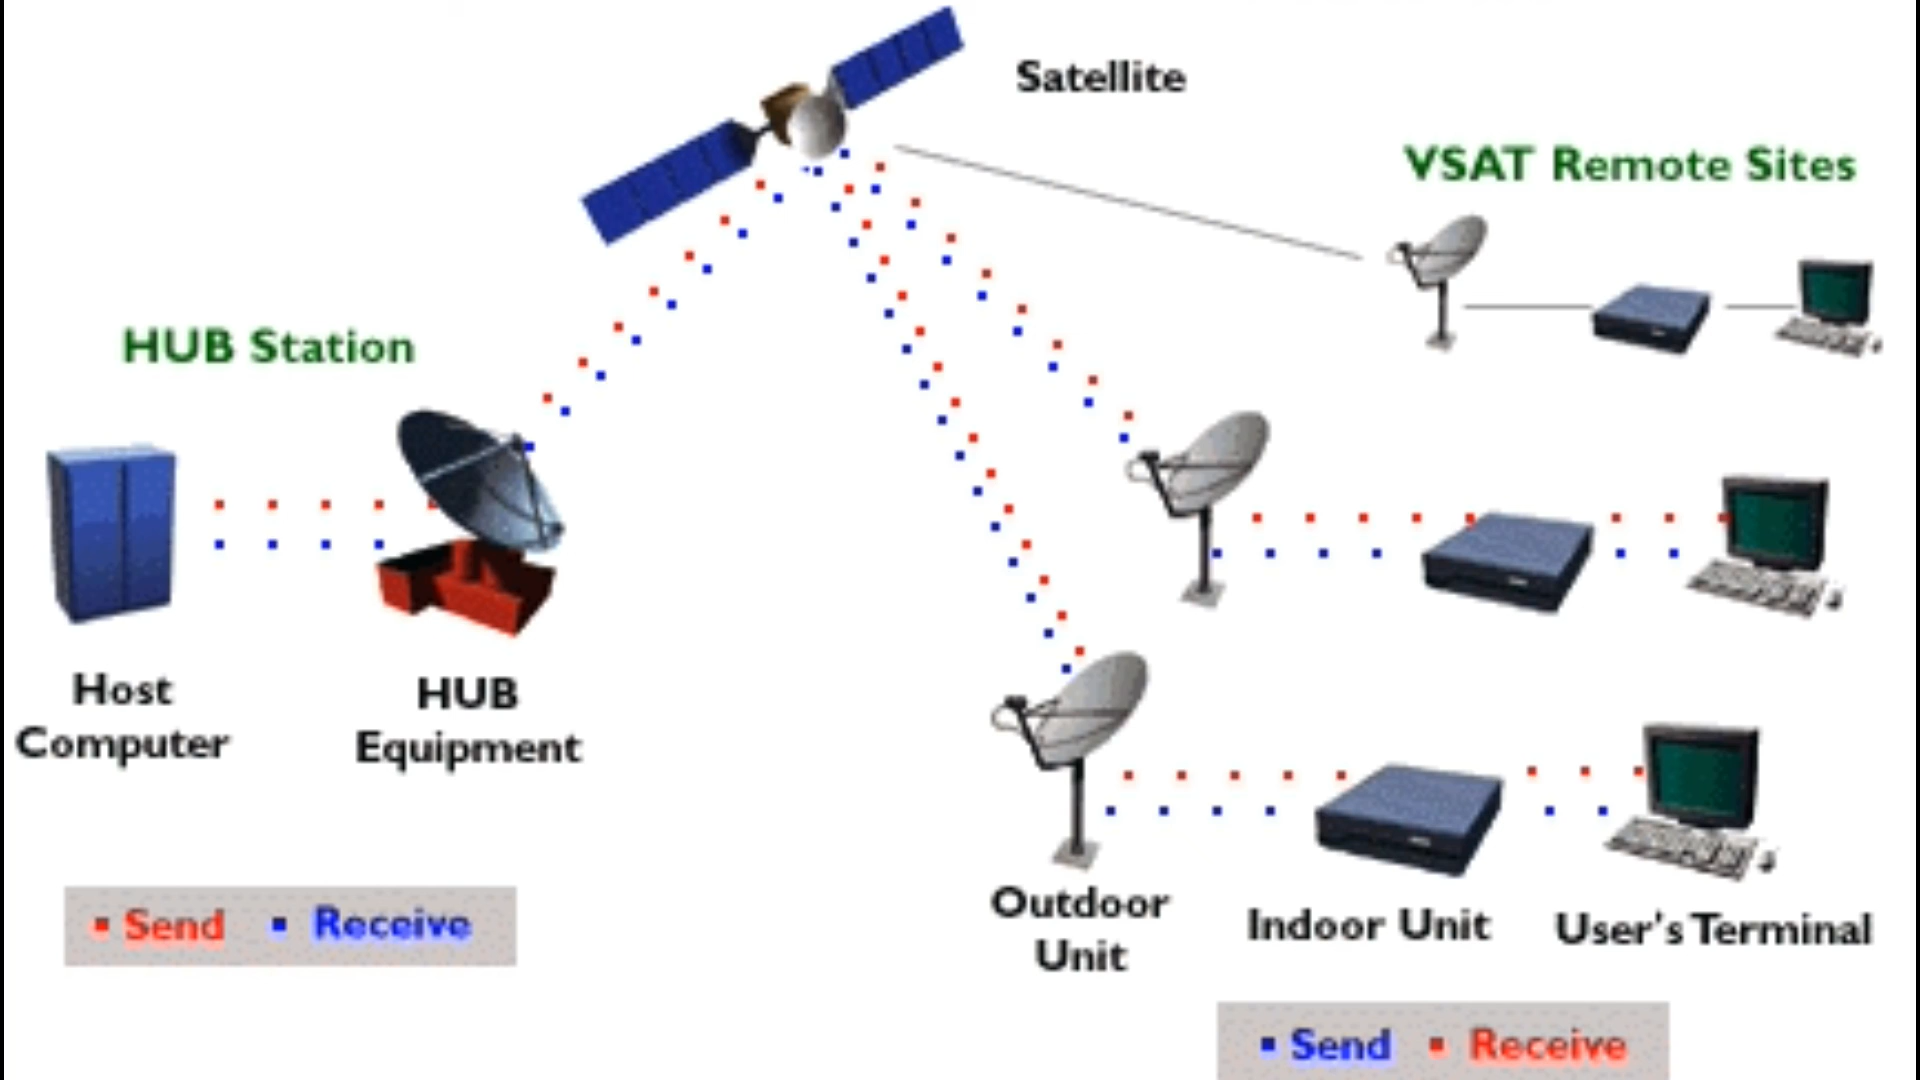 Satellite
VSAT Remote Sites
HUB Station
Host
Computer
HUB
Equipment
Outdoor
Unit
Indoor Unit
User's Terminal
Send Receive
Send Receive